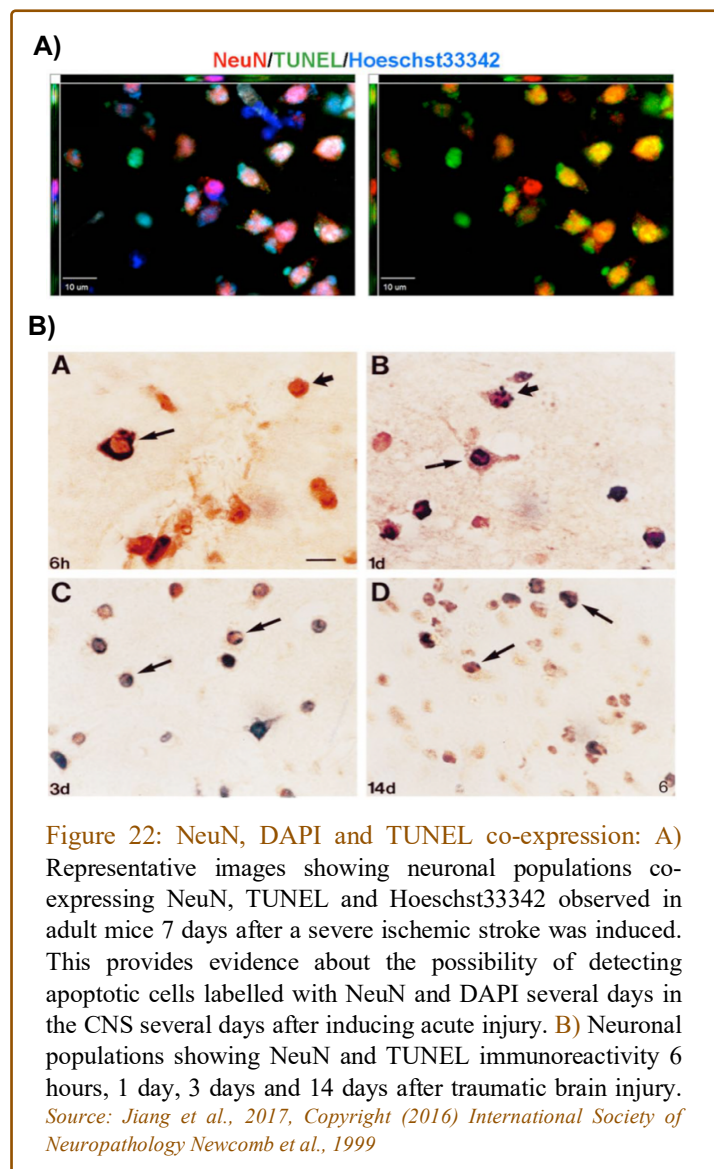 A)
NeuN/TUNEL/Hoeschst33342
10 um
10 um
B)
A
6h
B
1d
C
3d
D
14d
6
Figure 22: NeuN, DAPI and TUNEL co-expression: A)
Representative images showing neuronal populations co-
expressing NeuN, TUNEL and Hoeschst33342 observed in
adult mice 7 days after a severe ischemic stroke was induced.
This provides evidence about the possibility of detecting
apoptotic cells labelled with NeuN and DAPI several days in
the CNS several days after inducing acute injury. B) Neuronal
populations showing NeuN and TUNEL immunoreactivity 6
hours, 1 day, 3 days and 14 days after traumatic brain injury.
Source: Jiang et al., 2017, Copyright (2016) International Society of
Neuropathology Newcomb et al., 1999